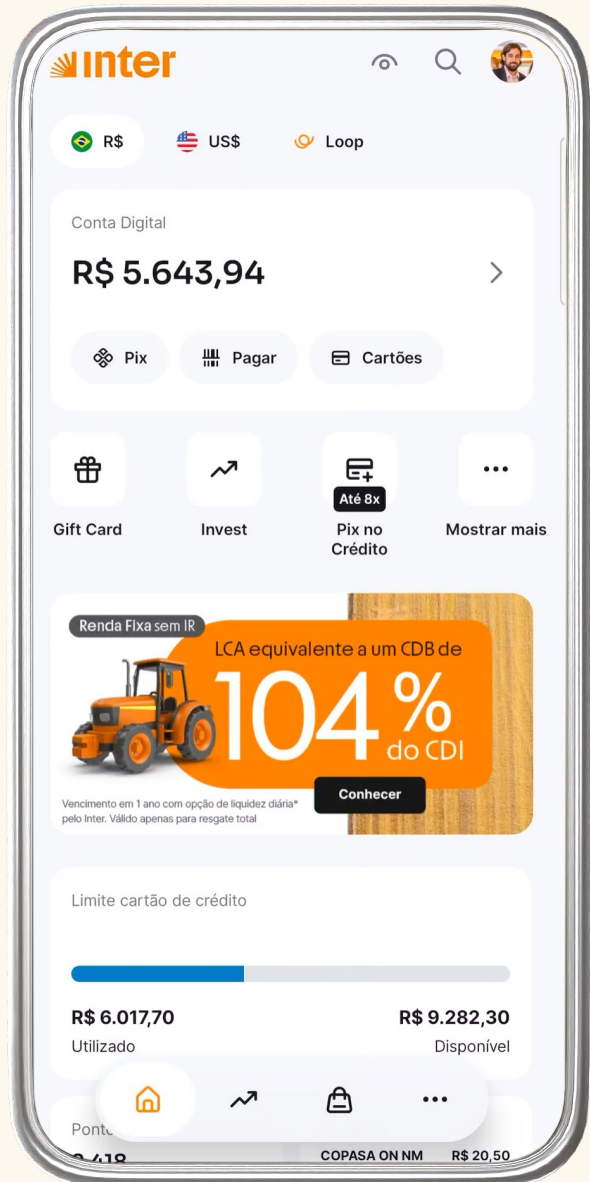 inter
R$ US$ Loop
Conta Digital
R$ 5.643,94
Pix Pagar Cartões
Até 8x
Gift Card Invest Pix no Mostrar mais
Crédito
Renda Fixa sem IR
LCA equivalente a um CDB de
104%
do CDI
Conhecer
Vencimento em 1 ano com opção de liquidez diária*
pelo Inter. Válido apenas para resgate total
Limite cartão de crédito
R$ 6.017,70 R$ 9.282,30
Utilizado Disponível
COPASA ON NM R$ 20,50